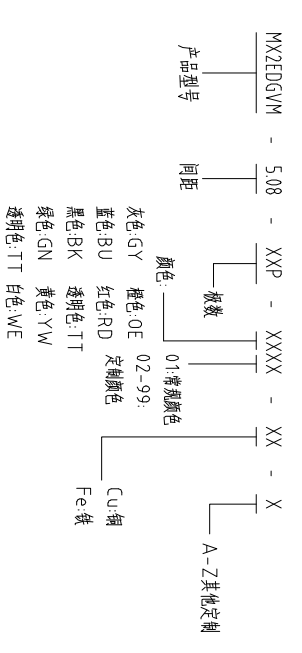 MX2EDGVM - 5.08 - XXP - XXXX - XX - X
产品型号
间距
极数
颜色:
灰色:GY 橙色:OE
蓝色:BU 红色:RD
黑色:BK 透明色:TT
绿色:GN 黄色:YW
透明色:TT 白色:WE
01:常规颜色
02-99:
定制颜色
Cu:铜
Fe:铁
A-Z其他定制